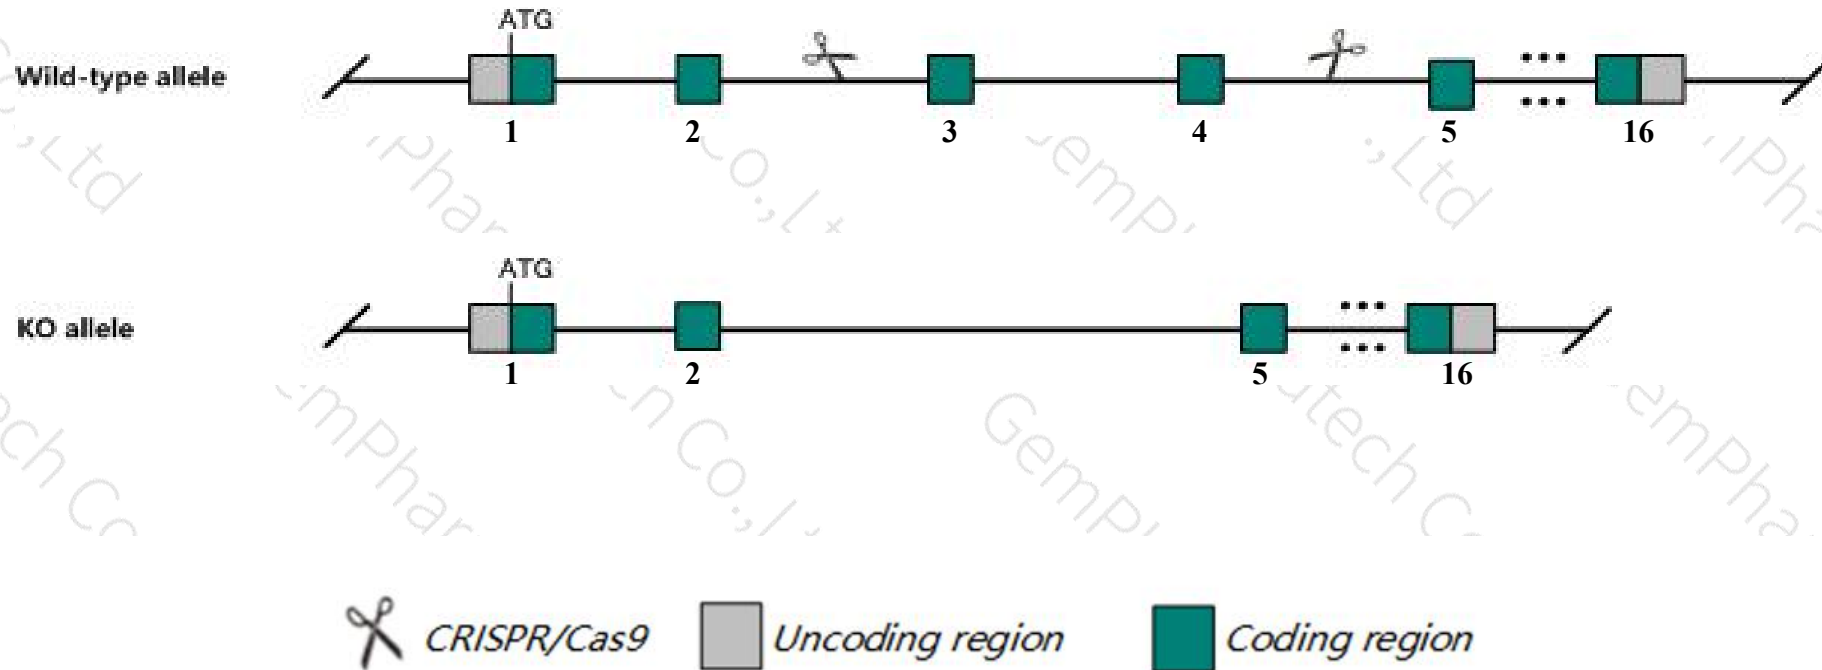 ATG
Wild-type allele
1 2 3 4 5 16
ATG
KO allele
1 2 5 16
CRISPR/Cas9 Uncoding region Coding region